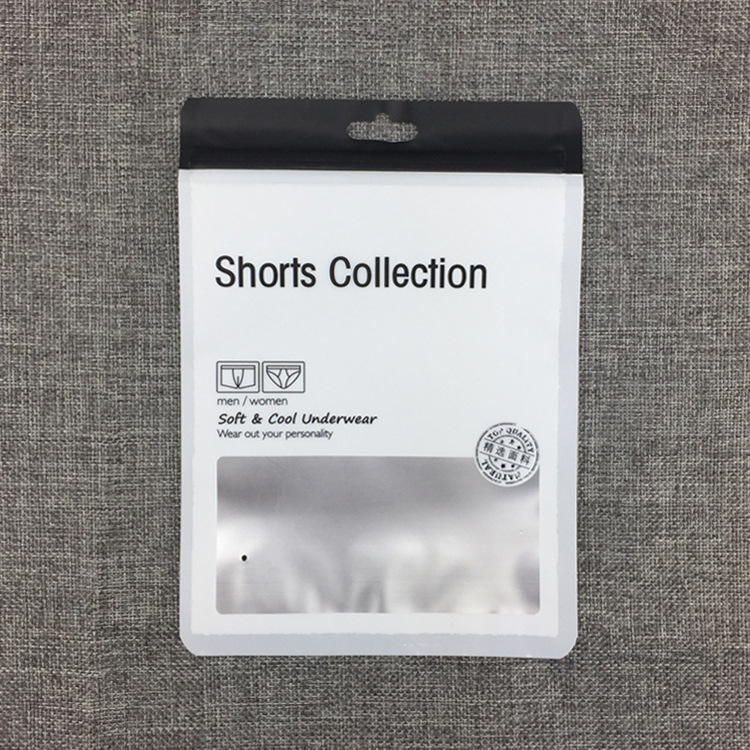 Shorts Collection
men / women
Soft & Cool Underwear
Wear out your personality
TOP QUALITY
精选面料
NATURAL